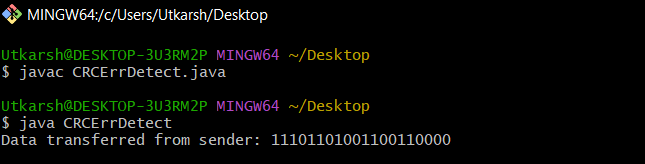 MINGW64:/c/Users/Utkarsh/Desktop
Utkarsh@DESKTOP-3U3RM2P MINGW64 ~/Desktop
$ javac CRCErrDetect.java
Utkarsh@DESKTOP-3U3RM2P MINGW64 ~/Desktop
$ java CRCErrDetect
Data transferred from sender: 11101101001100110000